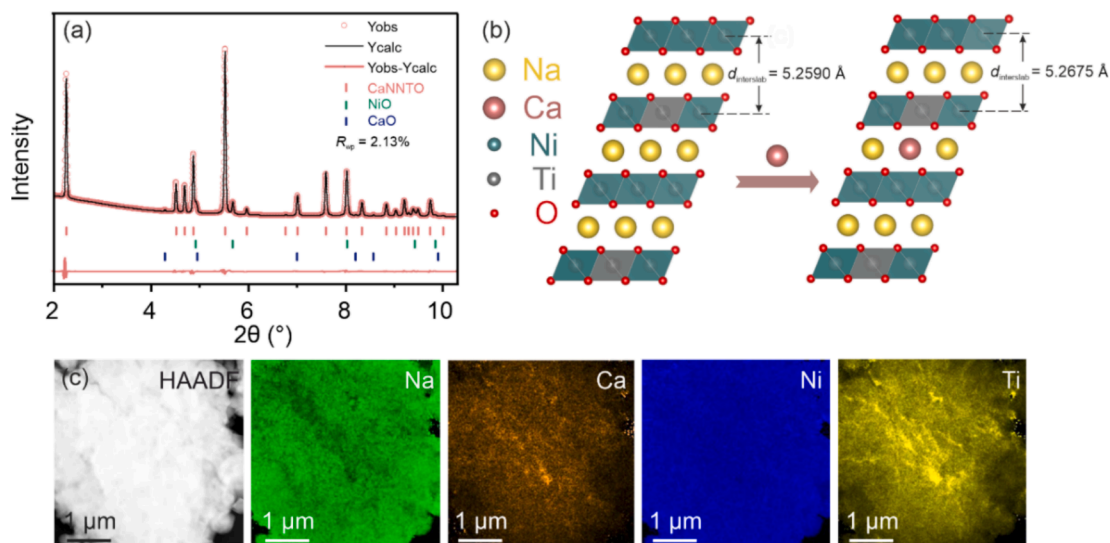 (a)
Yobs
Ycalc
Yobs-Ycalc
CaNNTO
NiO
CaO
Rwp = 2.13%
Intensity
2 4 6 8 10
2θ (°)
(b)
Na
Ca
Ni
Ti
O
dinterslab = 5.2590 Å
dinterslab = 5.2675 Å
(c)
HAADF
1 μm
Na
1 μm
Ca
1 μm
Ni
1 μm
Ti
1 μm